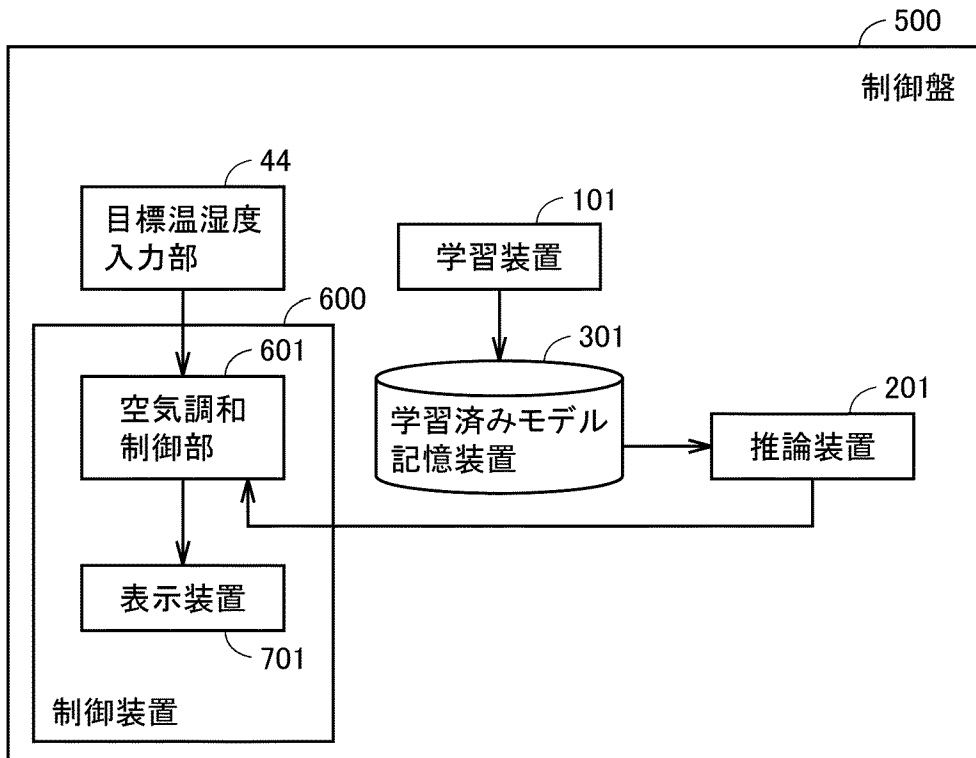 500
制御盤
44
目標温湿度
入力部
101
学習装置
600
601
空気調和
制御部
301
学習済みモデル
記憶装置
201
推論装置
表示装置
701
制御装置